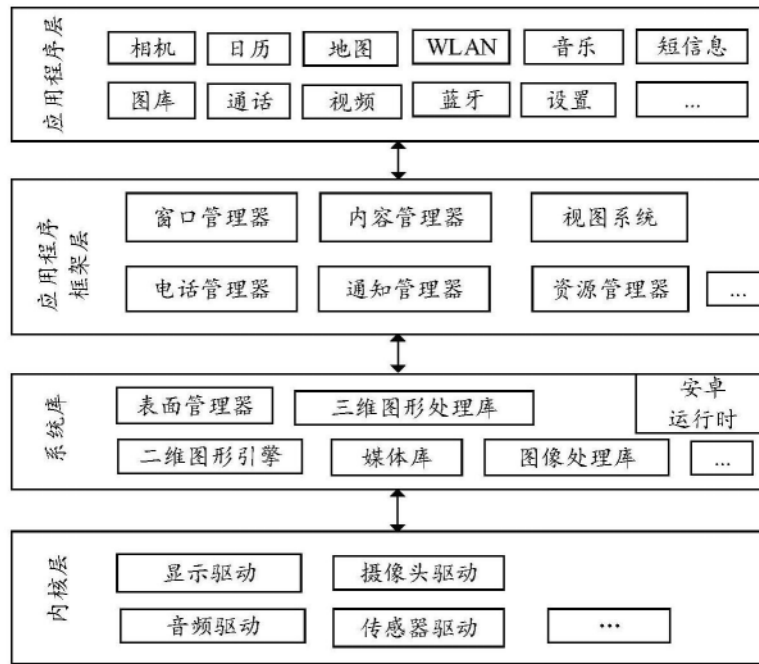 应用程序层
相机 日历 地图 WLAN 音乐 短信息
图库 通话 视频 蓝牙 设置 ...
应用程序
框架层
窗口管理器 内容管理器 视图系统
电话管理器 通知管理器 资源管理器 ...
系统库
表面管理器 三维图形处理库 安卓
运行时
二维图形引擎 媒体库 图像处理库 ...
内核层
显示驱动 摄像头驱动
音频驱动 传感器驱动 ...